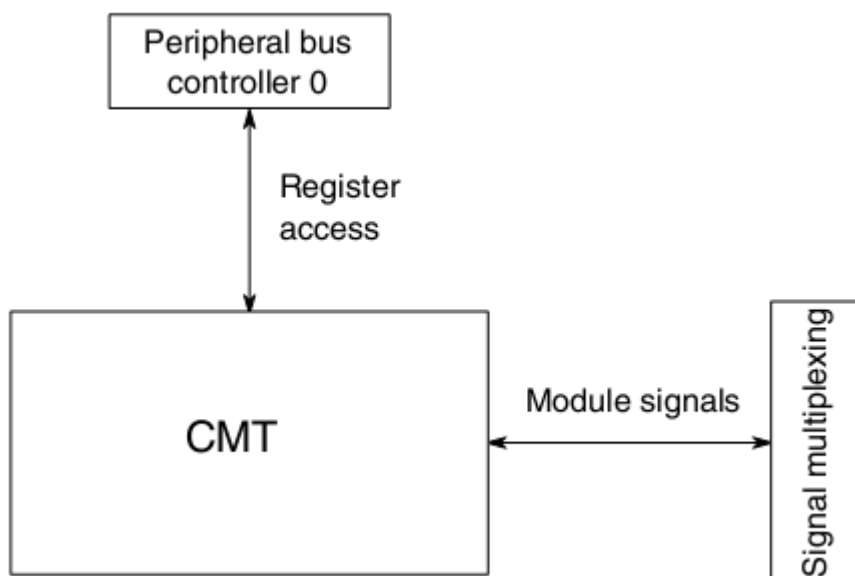 Peripheral bus
controller 0
Register
access
CMT
Module signals
Signal multiplexing